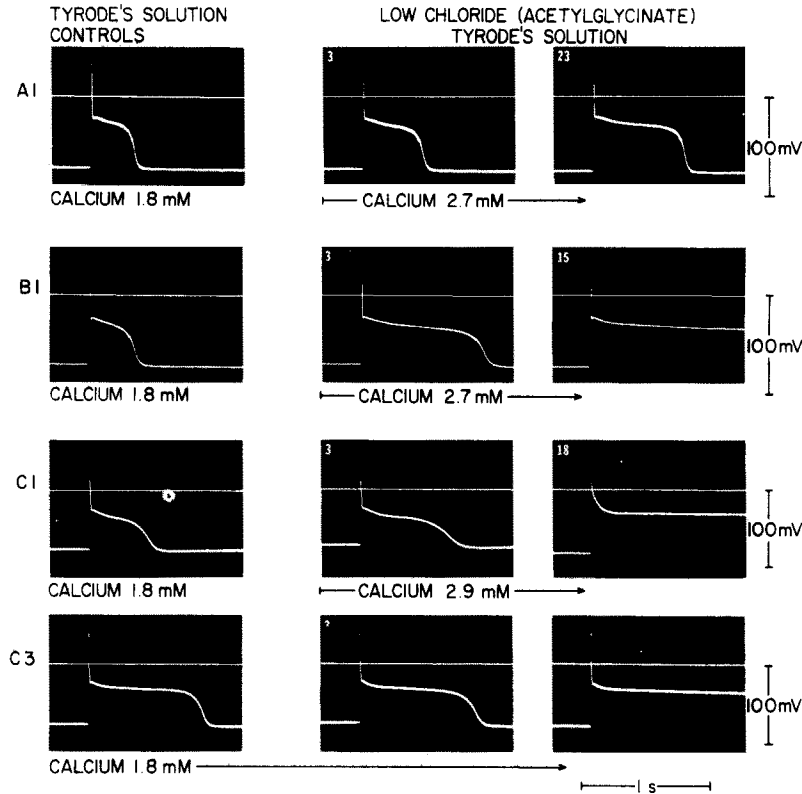 TYRODE'S SOLUTION
CONTROLS
LOW CHLORIDE (ACETYLGLYCINATE)
TYRODE'S SOLUTION
A1
3
23
100mV
CALCIUM 1.8 mM
CALCIUM 2.7 mM
B1
3
15
100mV
CALCIUM 1.8 mM
CALCIUM 2.7 mM
C1
3
18
100mV
CALCIUM 1.8 mM
CALCIUM 2.9 mM
C3
100mV
CALCIUM 1.8 mM
1 s